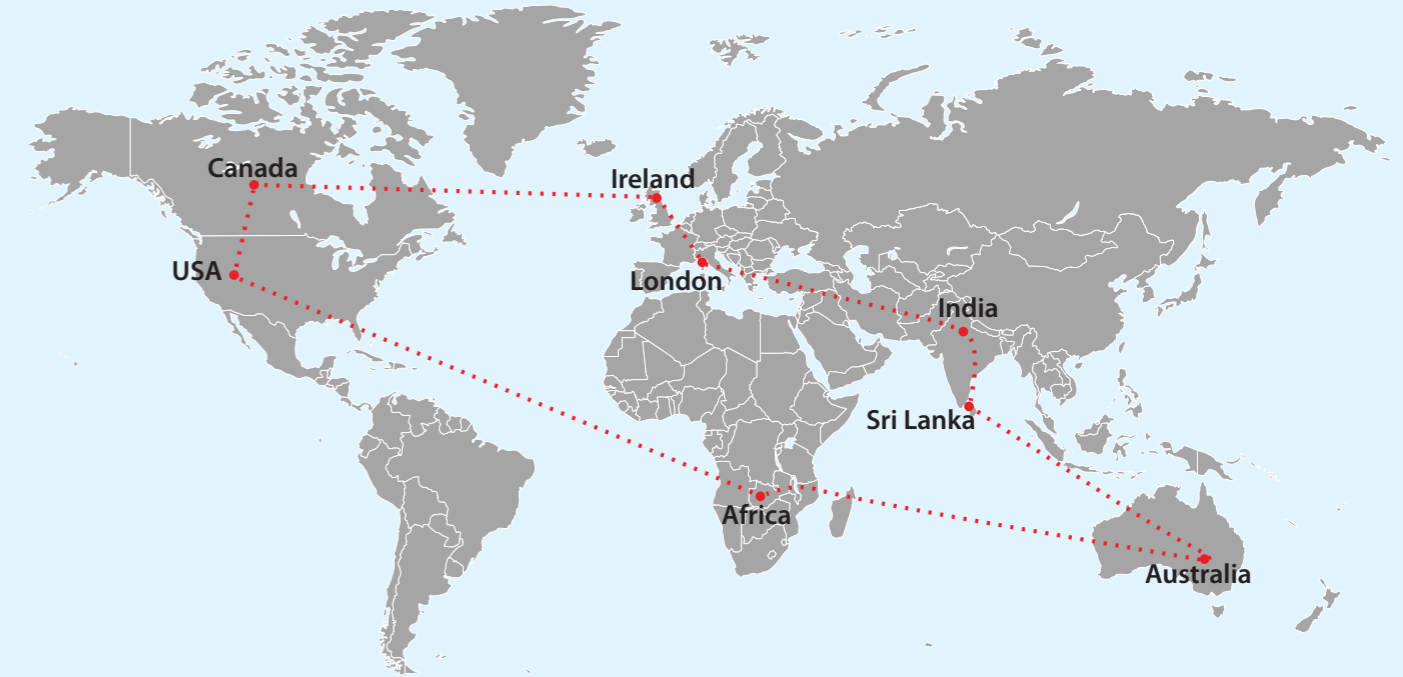 Canada
Ireland
USA
London
India
Sri Lanka
Africa
Australia